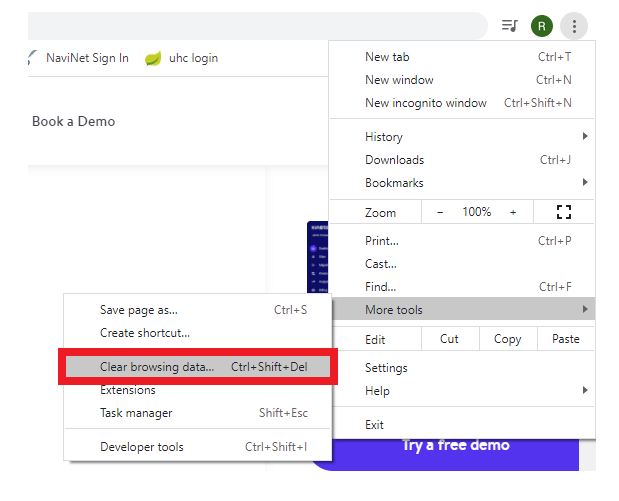 R
NaviNet Sign In uhc login
Book a Demo
New tab Ctrl+T
New window Ctrl+N
New incognito window Ctrl+Shift+N
History
Downloads Ctrl+J
Bookmarks
Zoom - 100% +
Print... Ctrl+P
Cast...
Find... Ctrl+F
More tools
Edit Cut Copy Paste
Settings
Help
Exit
Save page as... Ctrl+S
Create shortcut...
Clear browsing data... Ctrl+Shift+Del
Extensions
Task manager Shift+Esc
Developer tools Ctrl+Shift+I
Try a free demo